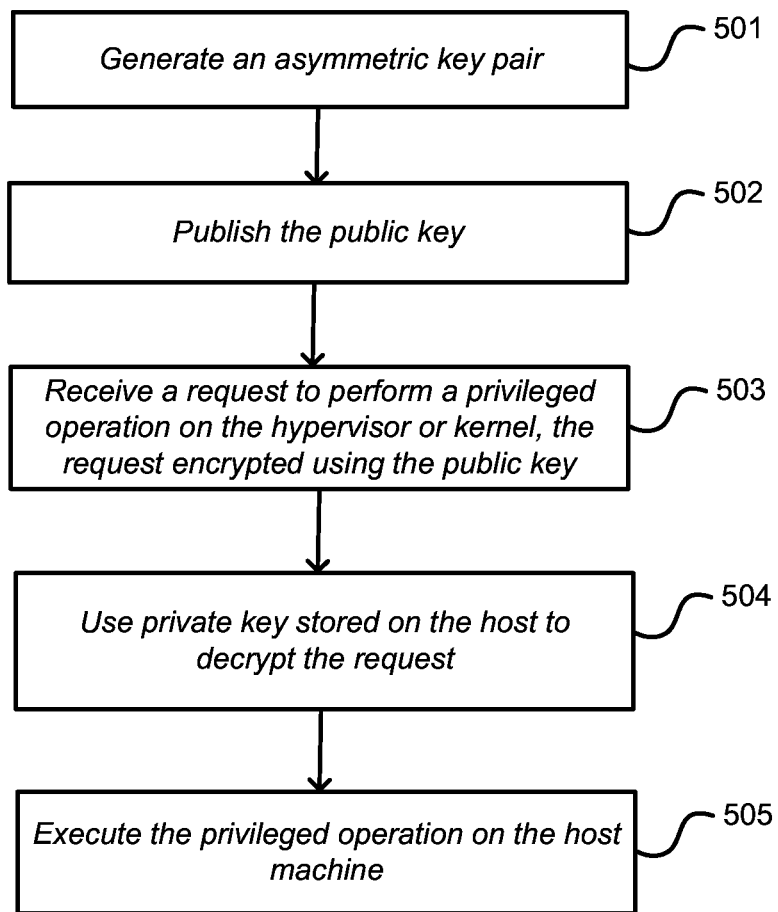 Generate an asymmetric key pair
501
Publish the public key
502
Receive a request to perform a privileged
operation on the hypervisor or kernel, the
request encrypted using the public key
503
Use private key stored on the host to
decrypt the request
504
Execute the privileged operation on the host
machine
505